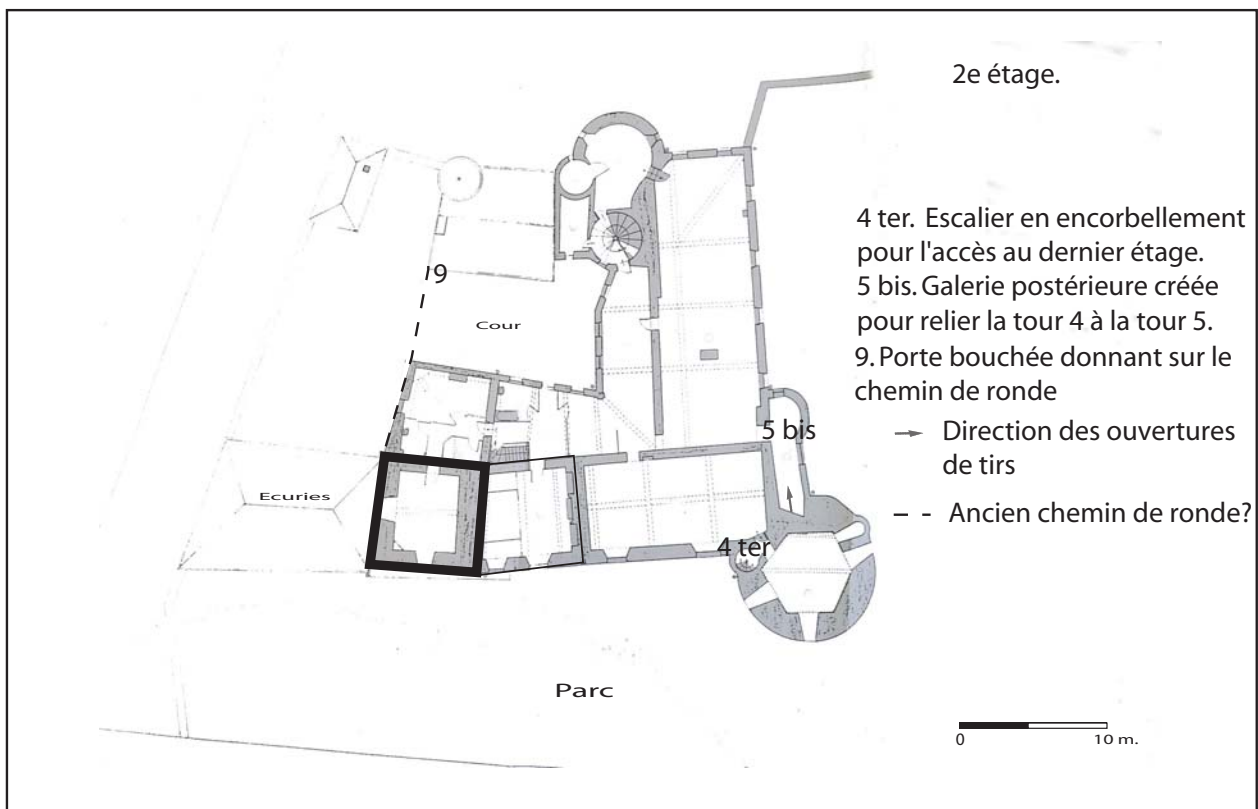 2e étage.
4 ter. Escalier en encorbellement
pour l'accès au dernier étage.
5 bis. Galerie postérieure créée
pour relier la tour 4 à la tour 5.
9. Porte bouchée donnant sur le
chemin de ronde
Direction des ouvertures
de tirs
– - Ancien chemin de ronde?
9
Cour
5 bis
Ecuries
4 ter
Parc
0 10 m.